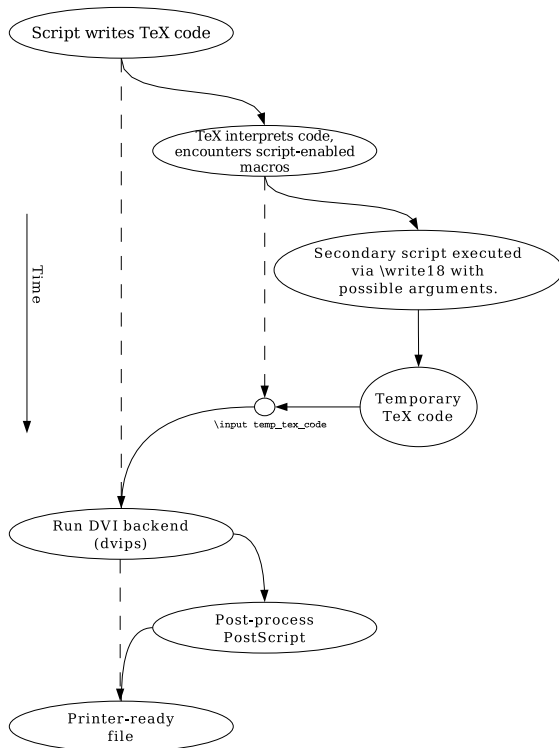 Script writes TeX code
TeX interprets code,
encounters script-enabled
macros
Secondary script executed
via \write18 with
possible arguments.
Time
Temporary
TeX code
\input temp_tex_code
Run DVI backend
(dvips)
Post-process
PostScript
Printer-ready
file